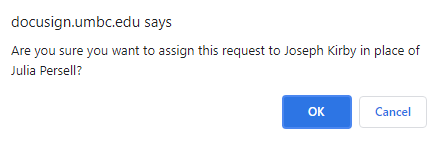 docusign.umbc.edu says
Are you sure you want to assign this request to Joseph Kirby in place of
Julia Persell?
OK
Cancel